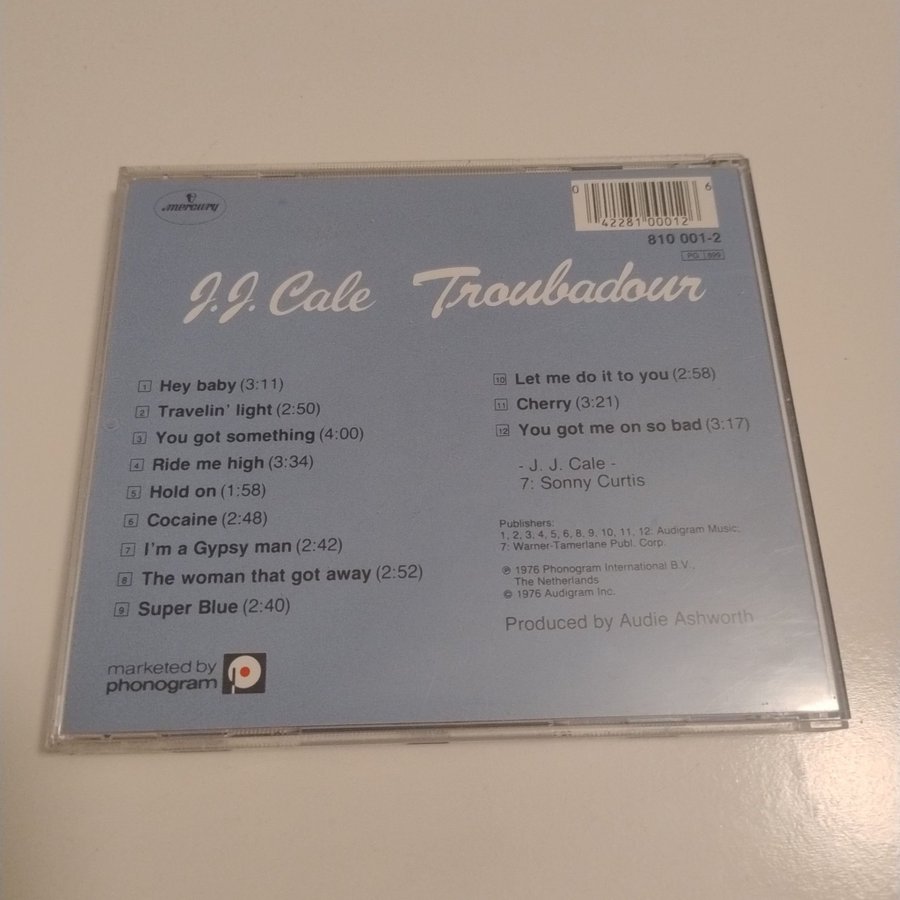 mercury
0 42281 00012 6
810 001-2
PG 899
J.J. Cale Troubadour
1 Hey baby (3:11)
2 Travelin' light (2:50)
3 You got something (4:00)
4 Ride me high (3:34)
5 Hold on (1:58)
6 Cocaine (2:48)
7 I'm a Gypsy man (2:42)
8 The woman that got away (2:52)
9 Super Blue (2:40)
10 Let me do it to you (2:58)
11 Cherry (3:21)
12 You got me on so bad (3:17)
- J. J. Cale -
7: Sonny Curtis
Publishers:
1, 2, 3, 4, 5, 6, 8, 9, 10, 11, 12: Audigram Music;
7: Warner-Tamerlane Publ. Corp.
℗ 1976 Phonogram International B.V.,
The Netherlands
© 1976 Audigram Inc.
Produced by Audie Ashworth
marketed by
phonogram